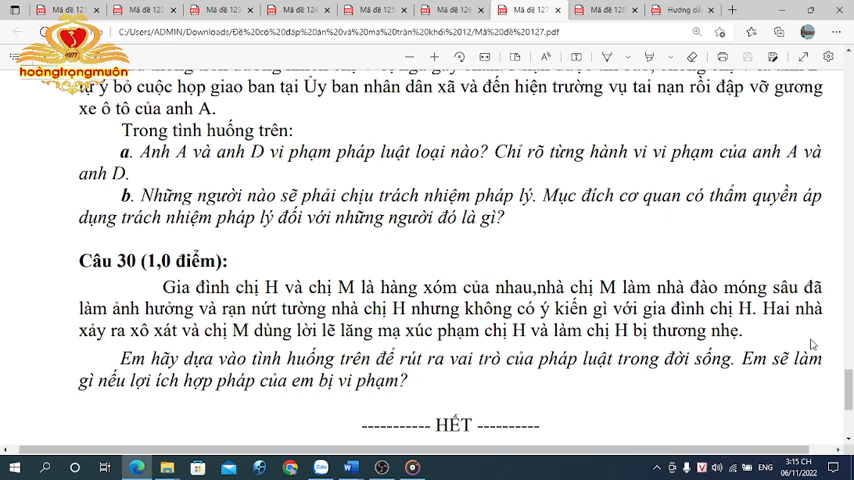 Mã đề 121
Mã đề 122
Mã đề 123
Mã đề 124
Mã đề 125
Mã đề 126
Mã đề 127
Mã đề 128
Hướng dẫ
C:/Users/ADMIN/Downloads/Đề%20có%20đáp%20án%20và%20ma%20trận%20khối%2012/Mã%20đề%20127.pdf
1977
hoàngtrọngmuôn
tự ý bỏ cuộc họp giao ban tại Ủy ban nhân dân xã và đến hiện trường vụ tai nạn rồi đập vỡ gương
xe ô tô của anh A.
Trong tình huống trên:
a. Anh A và anh D vi phạm pháp luật loại nào? Chỉ rõ từng hành vi vi phạm của anh A và
anh D.
b. Những người nào sẽ phải chịu trách nhiệm pháp lý. Mục đích cơ quan có thẩm quyền áp
dụng trách nhiệm pháp lý đối với những người đó là gì?
Câu 30 (1,0 điểm):
Gia đình chị H và chị M là hàng xóm của nhau,nhà chị M làm nhà đào móng sâu đã
làm ảnh hưởng và rạn nứt tường nhà chị H nhưng không có ý kiến gì với gia đình chị H. Hai nhà
xảy ra xô xát và chị M dùng lời lẽ lăng mạ xúc phạm chị H và làm chị H bị thương nhẹ.
Em hãy dựa vào tình huống trên để rút ra vai trò của pháp luật trong đời sống. Em sẽ làm
gì nếu lợi ích hợp pháp của em bị vi phạm?
----------- HẾT ----------
ENG
3:15 CH
06/11/2022